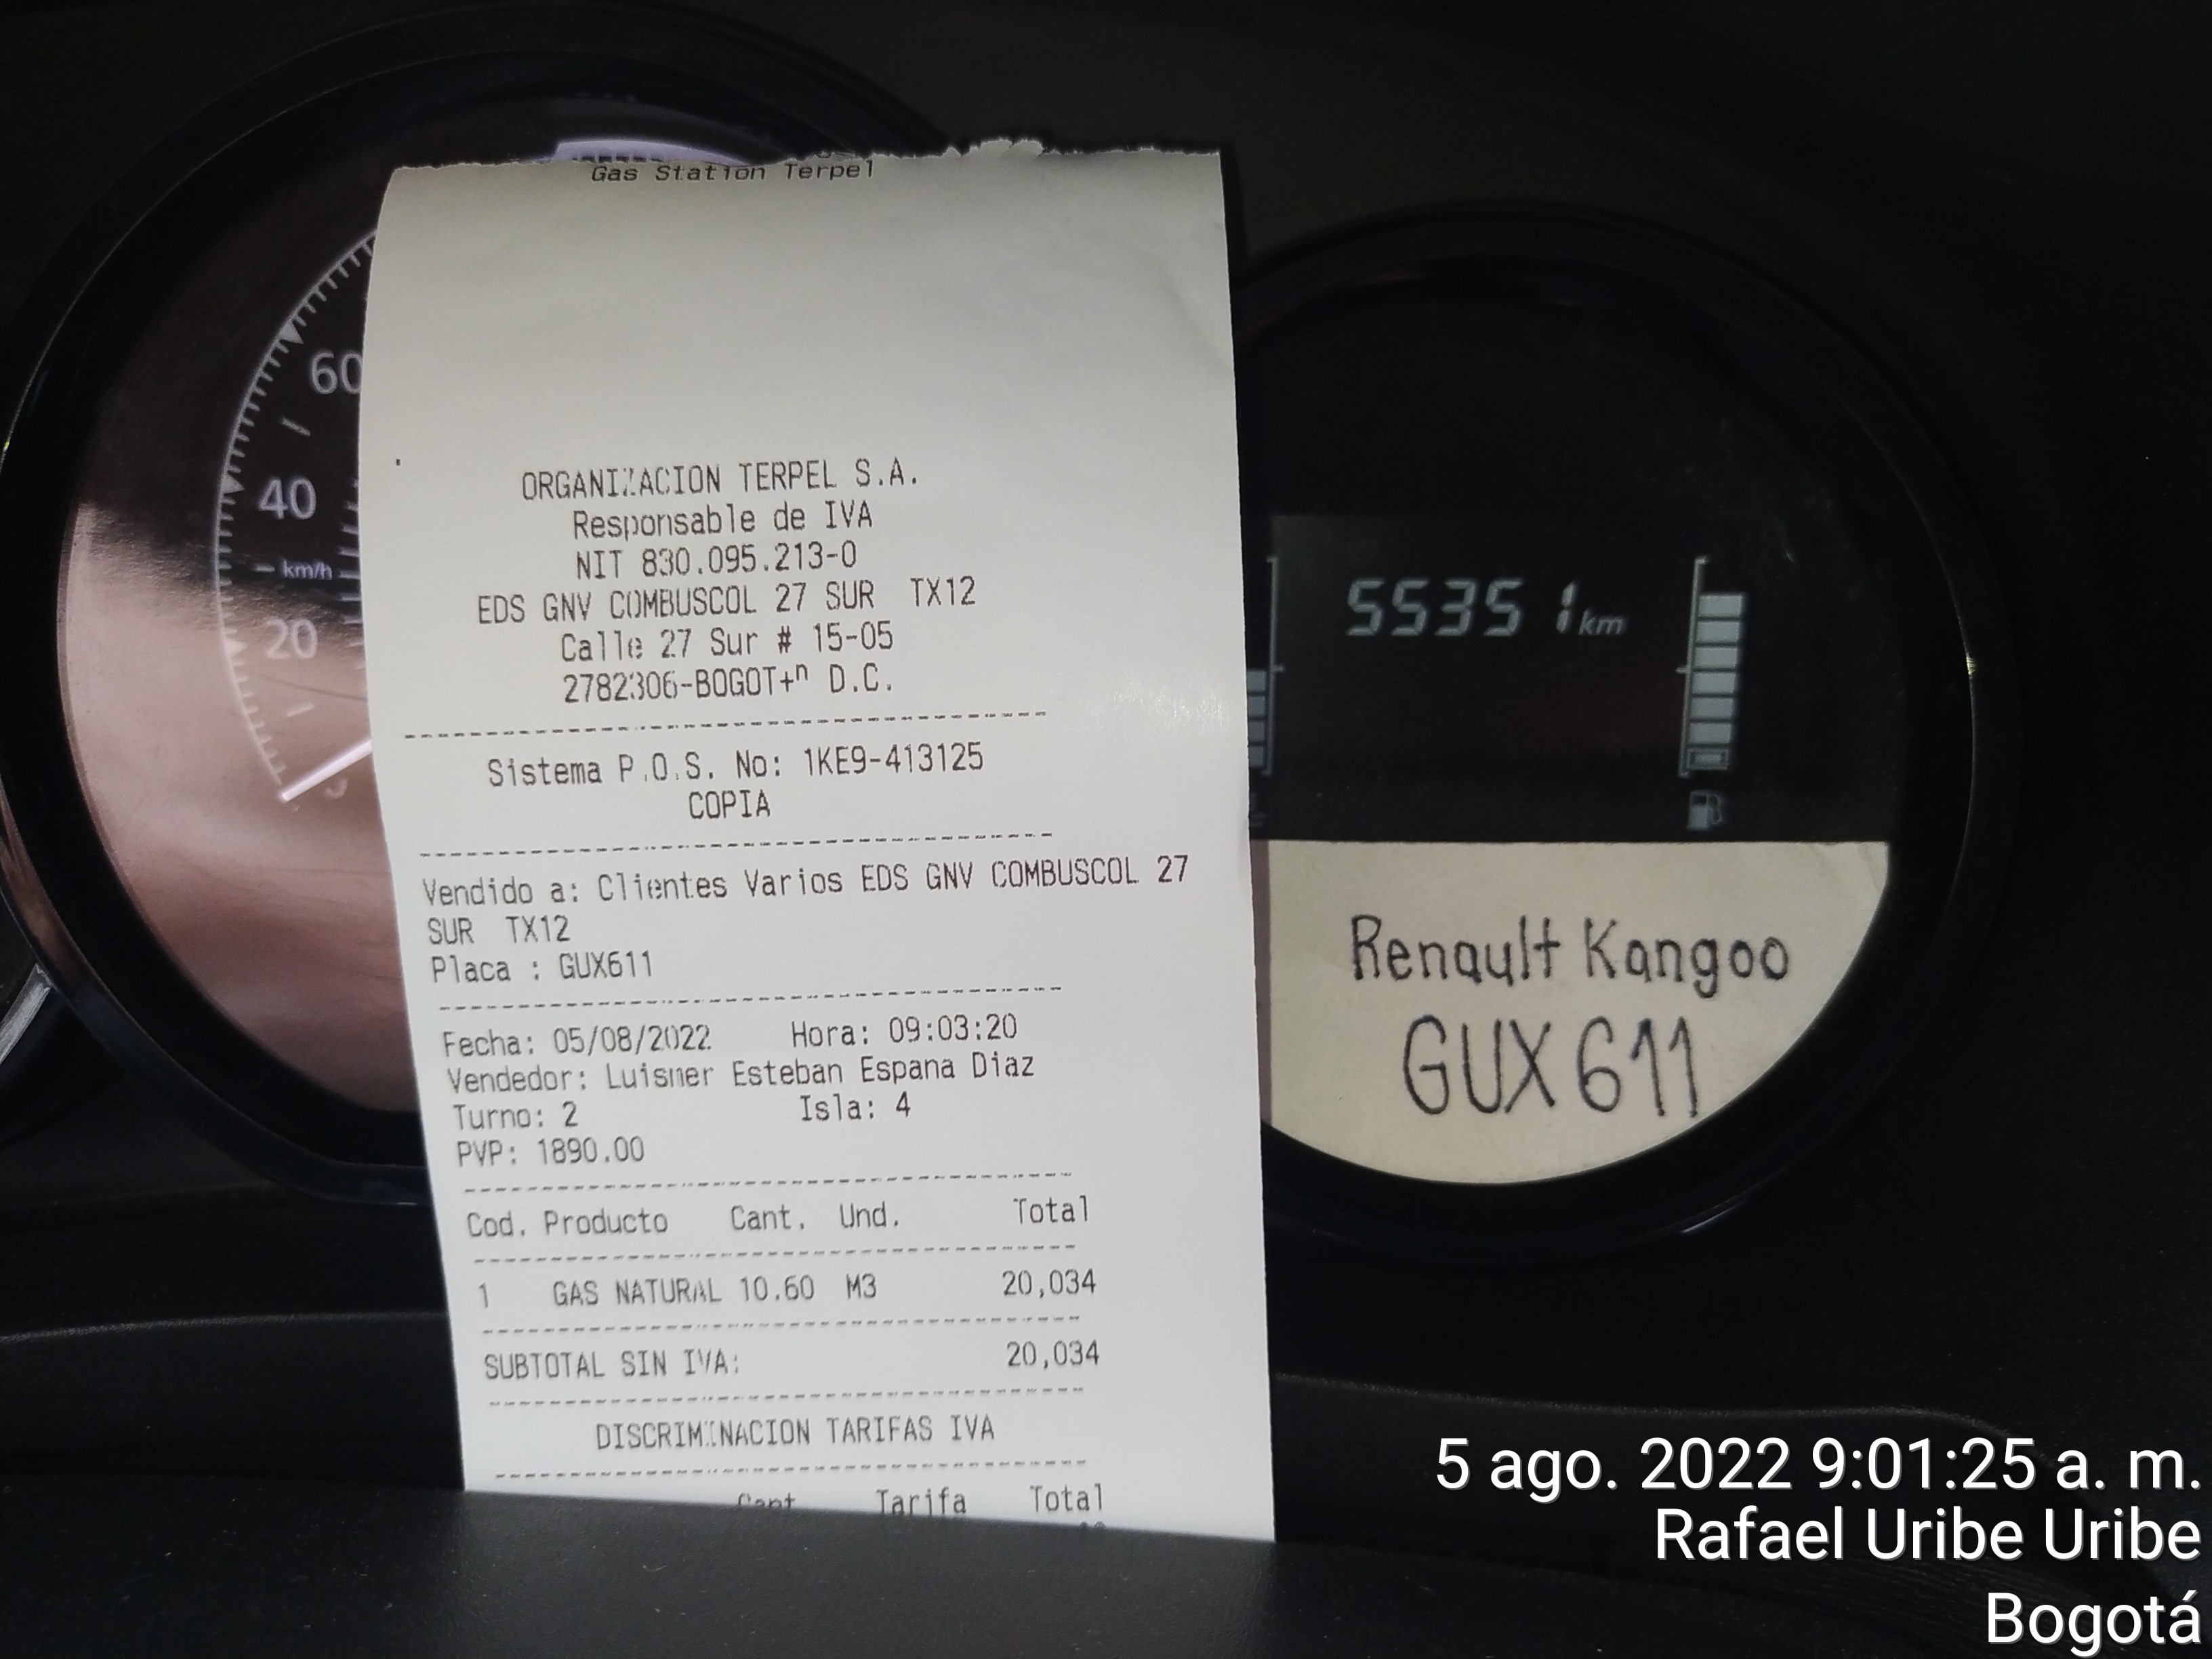 Gas Station Terpel
ORGANIZACION TERPEL S.A.
Responsable de IVA
NIT 830.095.213-0
EDS GNV COMBUSCOL 27 SUR TX12
Calle 27 Sur # 15-05
2782306-BOGOT+ⁿ D.C.
Sistema P.O.S. No: 1KE9-413125
COPIA
Vendido a: Clientes Varios EDS GNV COMBUSCOL 27
SUR TX12
Placa : GUX611
Fecha: 05/08/2022 Hora: 09:03:20
Vendedor: Luismer Esteban Espana Diaz
Turno: 2 Isla: 4
PVP: 1890.00
Cod. Producto Cant. Und. Total
1 GAS NATURAL 10.60 M3 20,034
SUBTOTAL SIN IVA: 20,034
DISCRIMINACION TARIFAS IVA
Cant Tarifa Total
60
40
km/h
20
55351 km
Renault Kangoo
GUX611
5 ago. 2022 9:01:25 a. m.
Rafael Uribe Uribe
Bogotá